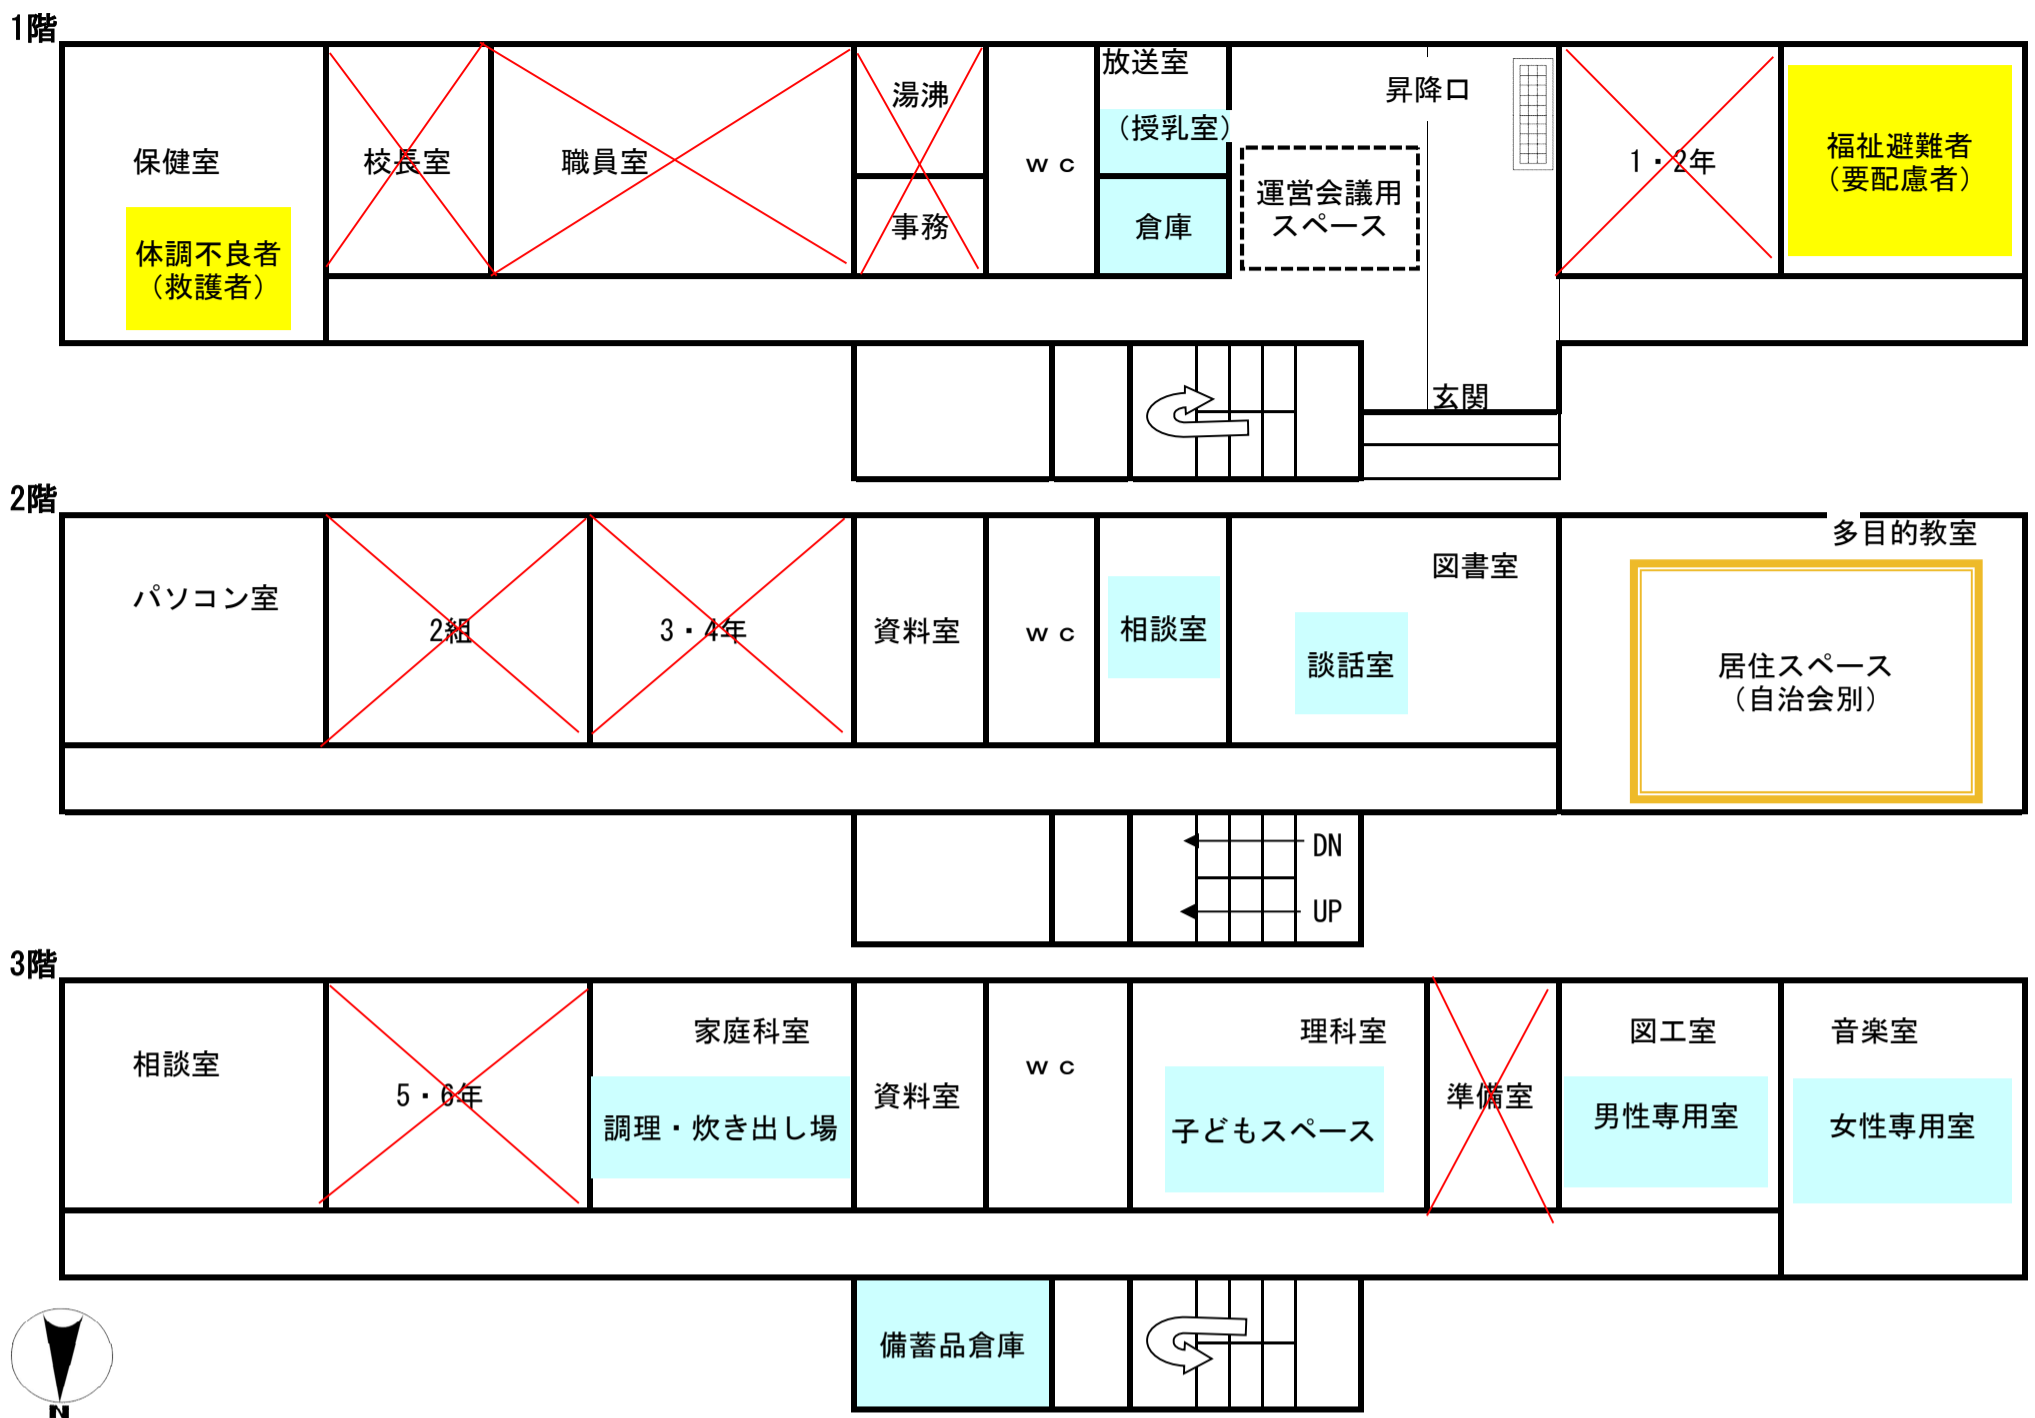 1階
保健室
体調不良者
（救護者）
校長室
職員室
湯沸
事務
ｗｃ
放送室
（授乳室）
倉庫
運営会議用
スペース
昇降口
玄関
1・2年
福祉避難者
（要配慮者）
2階
パソコン室
2組
3・4年
資料室
ｗｃ
相談室
図書室
談話室
多目的教室
居住スペース
（自治会別）
DN
UP
3階
相談室
5・6年
家庭科室
調理・炊き出し場
資料室
ｗｃ
理科室
子どもスペース
準備室
図工室
男性専用室
音楽室
女性専用室
備蓄品倉庫
N